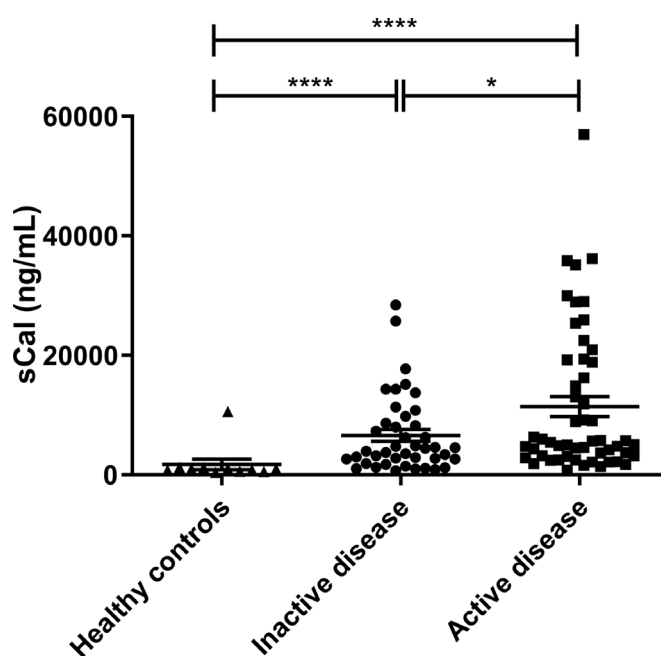 ****
**** *
60000
40000
20000
0
sCal (ng/mL)
Healthy controls
Inactive disease
Active disease